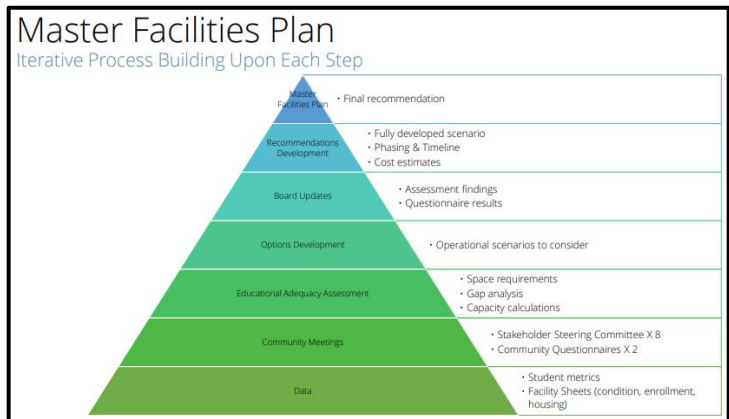 Master Facilities Plan
Iterative Process Building Upon Each Step
Master
Facilities Plan
• Final recommendation
Recommendations
Development
• Fully developed scenario
• Phasing & Timeline
• Cost estimates
Board Updates
• Assessment findings
• Questionnaire results
Options Development
• Operational scenarios to consider
Educational Adequacy Assessment
• Space requirements
• Gap analysis
• Capacity calculations
Community Meetings
• Stakeholder Steering Committee X 8
• Community Questionnaires X 2
Data
• Student metrics
• Facility Sheets (condition, enrollment,
housing)